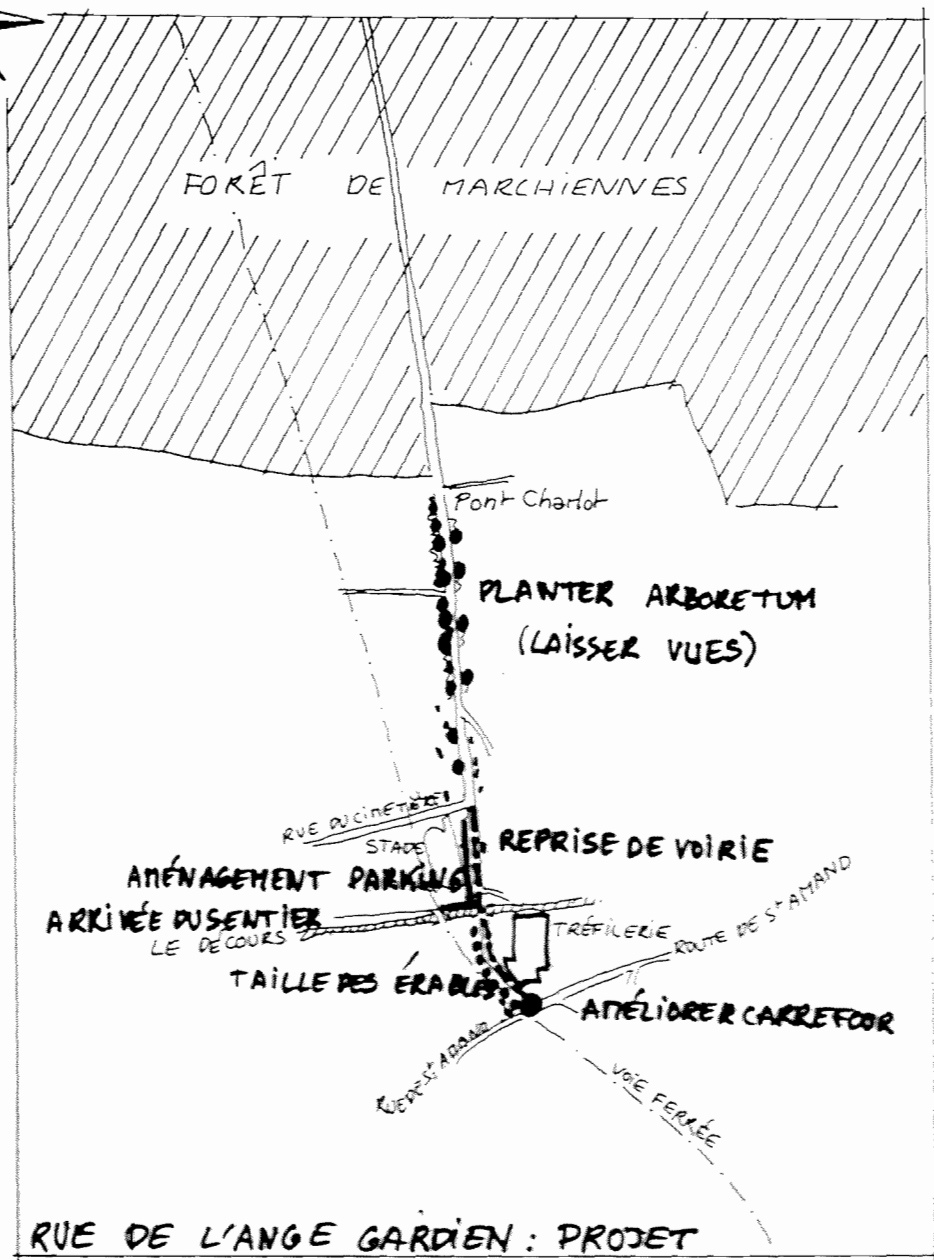 FORÊT DE MARCHIENNES
Pont Charlot
PLANTER ARBORETUM
(LAISSER VUES)
RUE DU CIMETIÈRE
STADE
REPRISE DE VOIRIE
AMÉNAGEMENT PARKING
ARRIVÉE DU SENTIER
LE DÉCOURS
TRÉFILERIE
ROUTE DE St AMAND
TAILLE DES ÉRABLES
AMÉLIORER CARREFOUR
RUE DE St AMAND
VOIE FERRÉE
RUE DE L'ANGE GARDIEN : PROJET